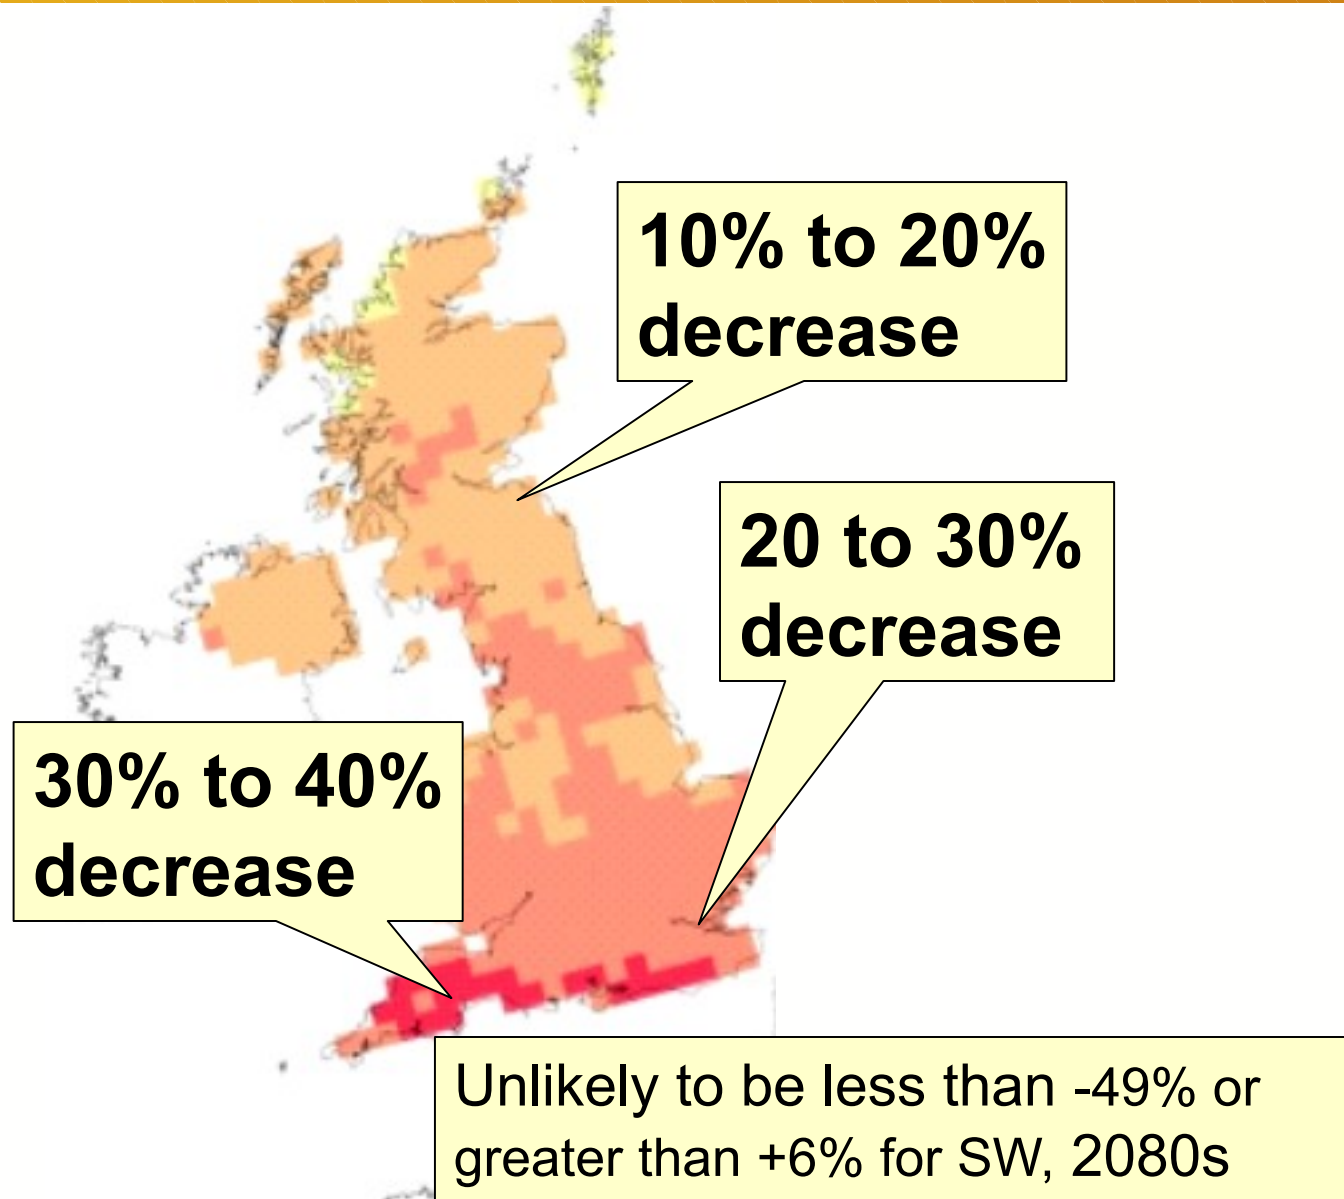 10% to 20%
decrease
20 to 30%
decrease
30% to 40%
decrease
Unlikely to be less than -49% or
greater than +6% for SW, 2080s